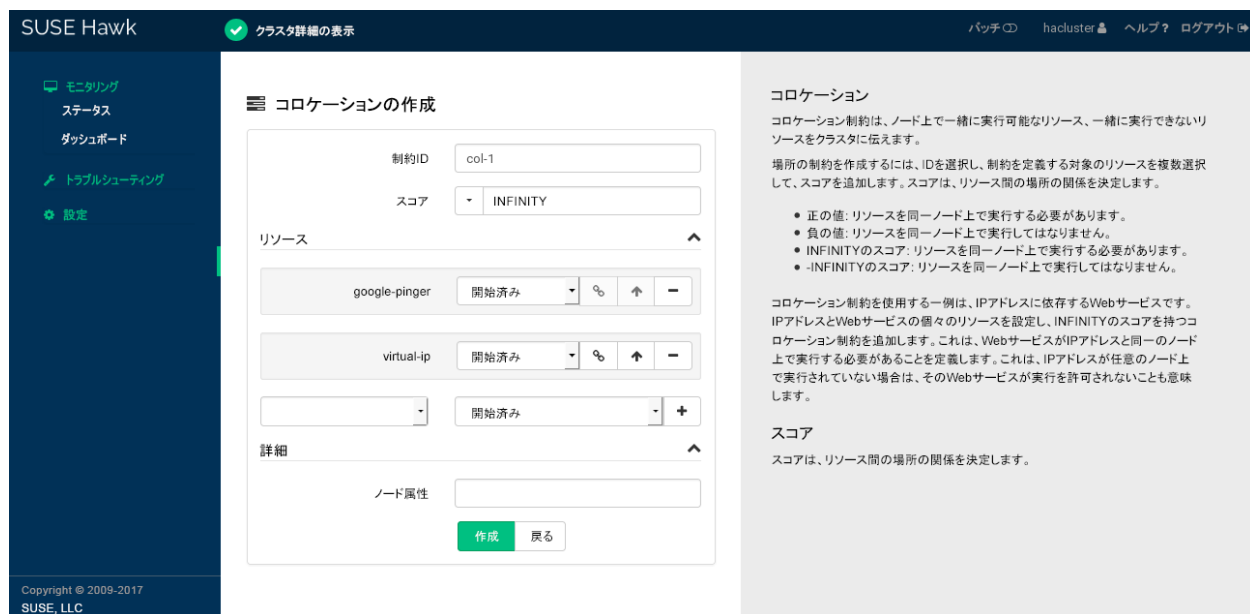 SUSE Hawk
クラスタ詳細の表示
バッチ
hacluster
ヘルプ ?
ログアウト
モニタリング
ステータス
ダッシュボード
トラブルシューティング
設定
コロケーションの作成
制約ID
col-1
スコア
INFINITY
リソース
google-pinger
開始済み
virtual-ip
開始済み
開始済み
詳細
ノード属性
作成
戻る
コロケーション
コロケーション制約は、ノード上で一緒に実行可能なリソース、一緒に実行できないリ
ソースをクラスタに伝えます。
場所の制約を作成するには、IDを選択し、制約を定義する対象のリソースを複数選択
して、スコアを追加します。スコアは、リソース間の場所の関係を決定します。
正の値: リソースを同一ノード上で実行する必要があります。
負の値: リソースを同一ノード上で実行してはなりません。
INFINITYのスコア: リソースを同一ノード上で実行する必要があります。
-INFINITYのスコア: リソースを同一ノード上で実行してはなりません。
コロケーション制約を使用する一例は、IPアドレスに依存するWebサービスです。
IPアドレスとWebサービスの個々のリソースを設定し、INFINITYのスコアを持つコ
ロケーション制約を追加します。これは、WebサービスがIPアドレスと同一のノード
上で実行する必要があることを定義します。これは、IPアドレスが任意のノード上
で実行されていない場合は、そのWebサービスが実行を許可されないことも意味
します。
スコア
スコアは、リソース間の場所の関係を決定します。
Copyright © 2009-2017
SUSE, LLC